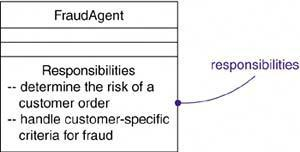 FraudAgent
Responsibilities
-- determine the risk of a
customer order
-- handle customer-specific
criteria for fraud
responsibilities